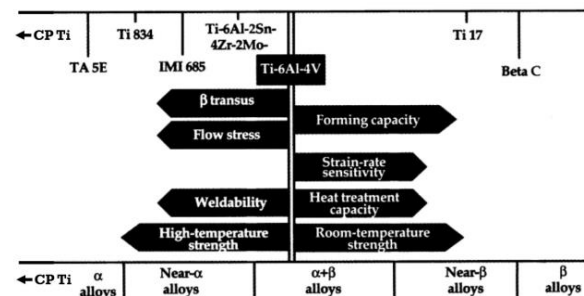 ←CP Ti
Ti 834
Ti-6Al-2Sn-
4Zr-2Mo-
Ti 17
TA 5E
IMI 685
Ti-6Al-4V
Beta C
β transus
Forming capacity
Flow stress
Strain-rate
sensitivity
Weldability
Heat treatment
capacity
High-temperature
strength
Room-temperature
strength
←CP Ti
α
alloys
Near-α
alloys
α+β
alloys
Near-β
alloys
β
alloys